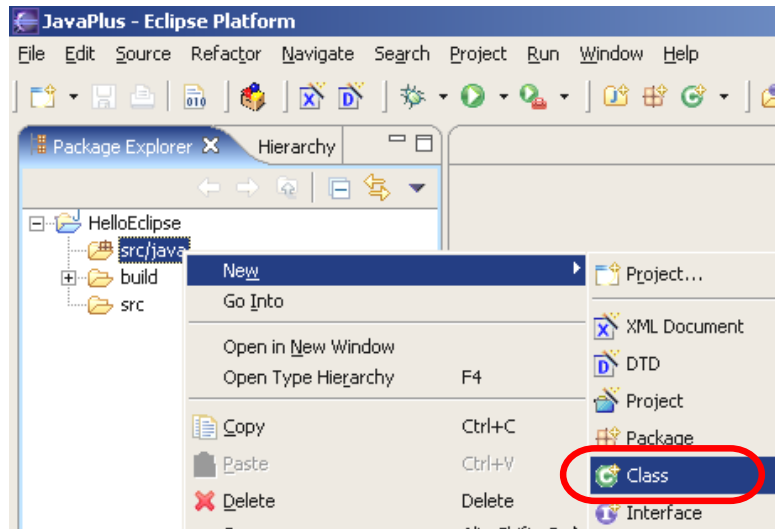 JavaPlus - Eclipse Platform
File Edit Source Refactor Navigate Search Project Run Window Help
010
Package Explorer Hierarchy
HelloEclipse
src/java
build
src
New
Go Into
Open in New Window
Open Type Hierarchy F4
Copy Ctrl+C
Paste Ctrl+V
Delete Delete
Project...
XML Document
DTD
Project
Package
Class
Interface